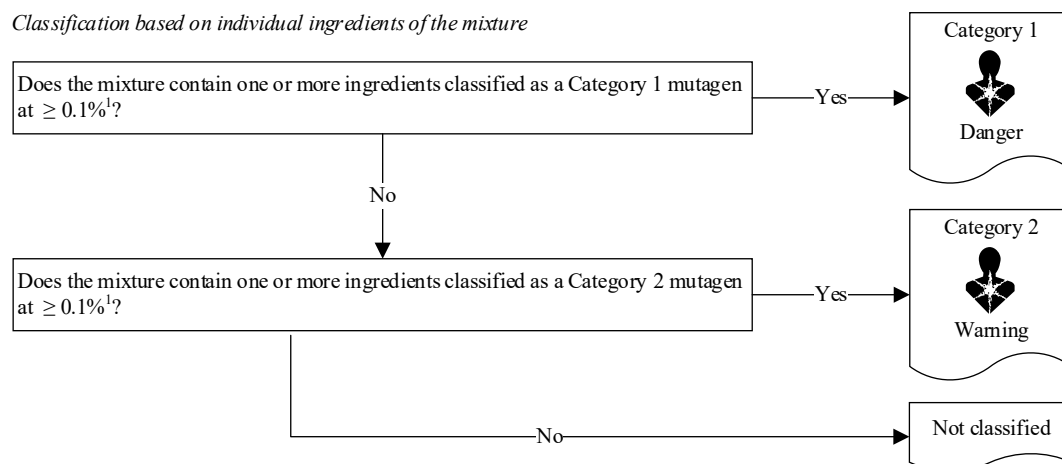 Classification based on individual ingredients of the mixture
Category 1
Does the mixture contain one or more ingredients classified as a Category 1 mutagen
at ≥ 0.1%¹?
Yes
Danger
No
Category 2
Does the mixture contain one or more ingredients classified as a Category 2 mutagen
at ≥ 0.1%¹?
Yes
Warning
No
Not classified